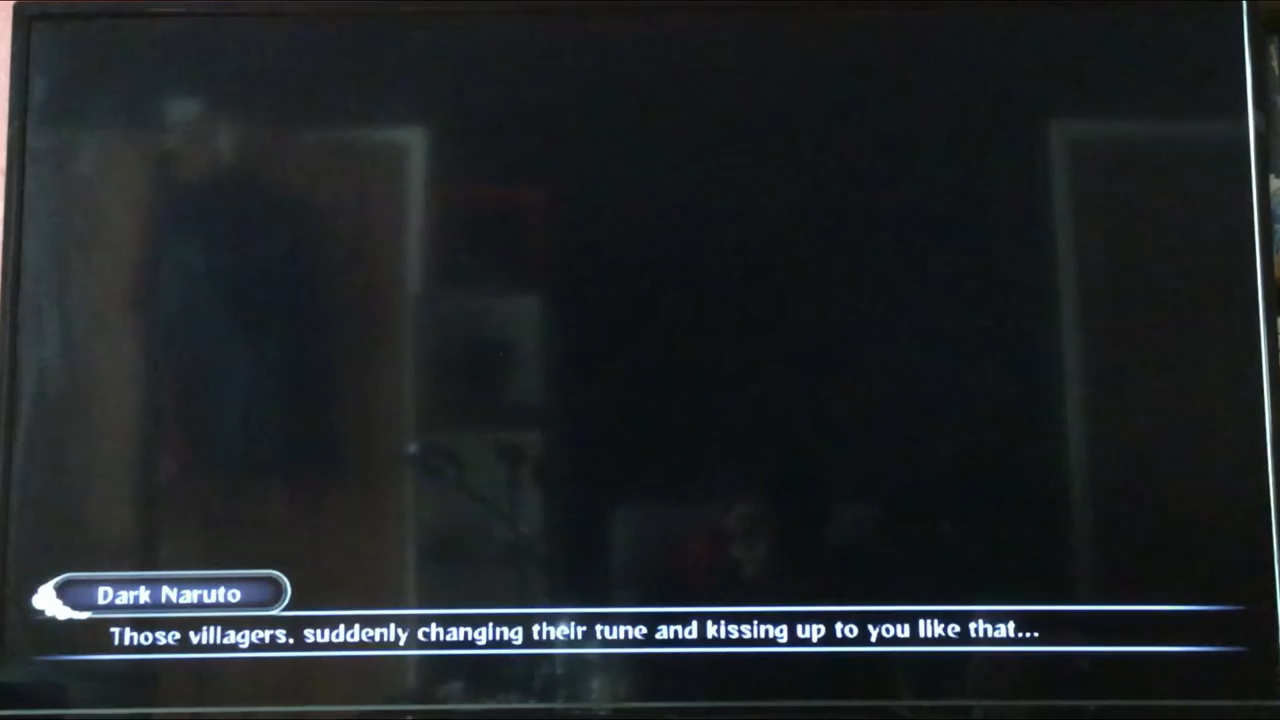 Dark Naruto
Those villagers, suddenly changing their tune and kissing up to you like that...